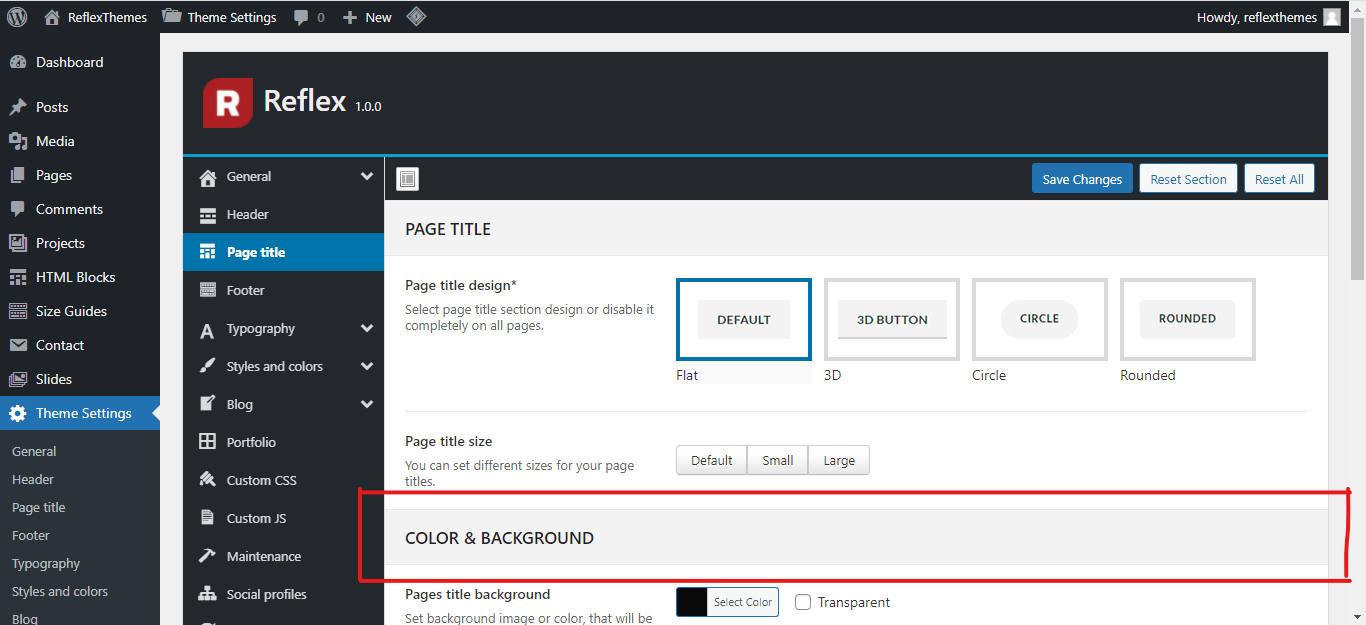 ReflexThemes
Theme Settings
0
New
Howdy, reflexthemes
Dashboard
Posts
Media
Pages
Comments
Projects
HTML Blocks
Size Guides
Contact
Slides
Theme Settings
General
Header
Page title
Footer
Typography
Styles and colors
Blog
R
Reflex 1.0.0
General
Header
Page title
Footer
Typography
Styles and colors
Blog
Portfolio
Custom CSS
Custom JS
Maintenance
Social profiles
Save Changes
Reset Section
Reset All
PAGE TITLE
Page title design*
Select page title section design or disable it
completely on all pages.
DEFAULT
Flat
3D BUTTON
3D
CIRCLE
Circle
ROUNDED
Rounded
Page title size
You can set different sizes for your page
titles.
Default
Small
Large
COLOR & BACKGROUND
Pages title background
Set background image or color, that will be
Select Color
Transparent